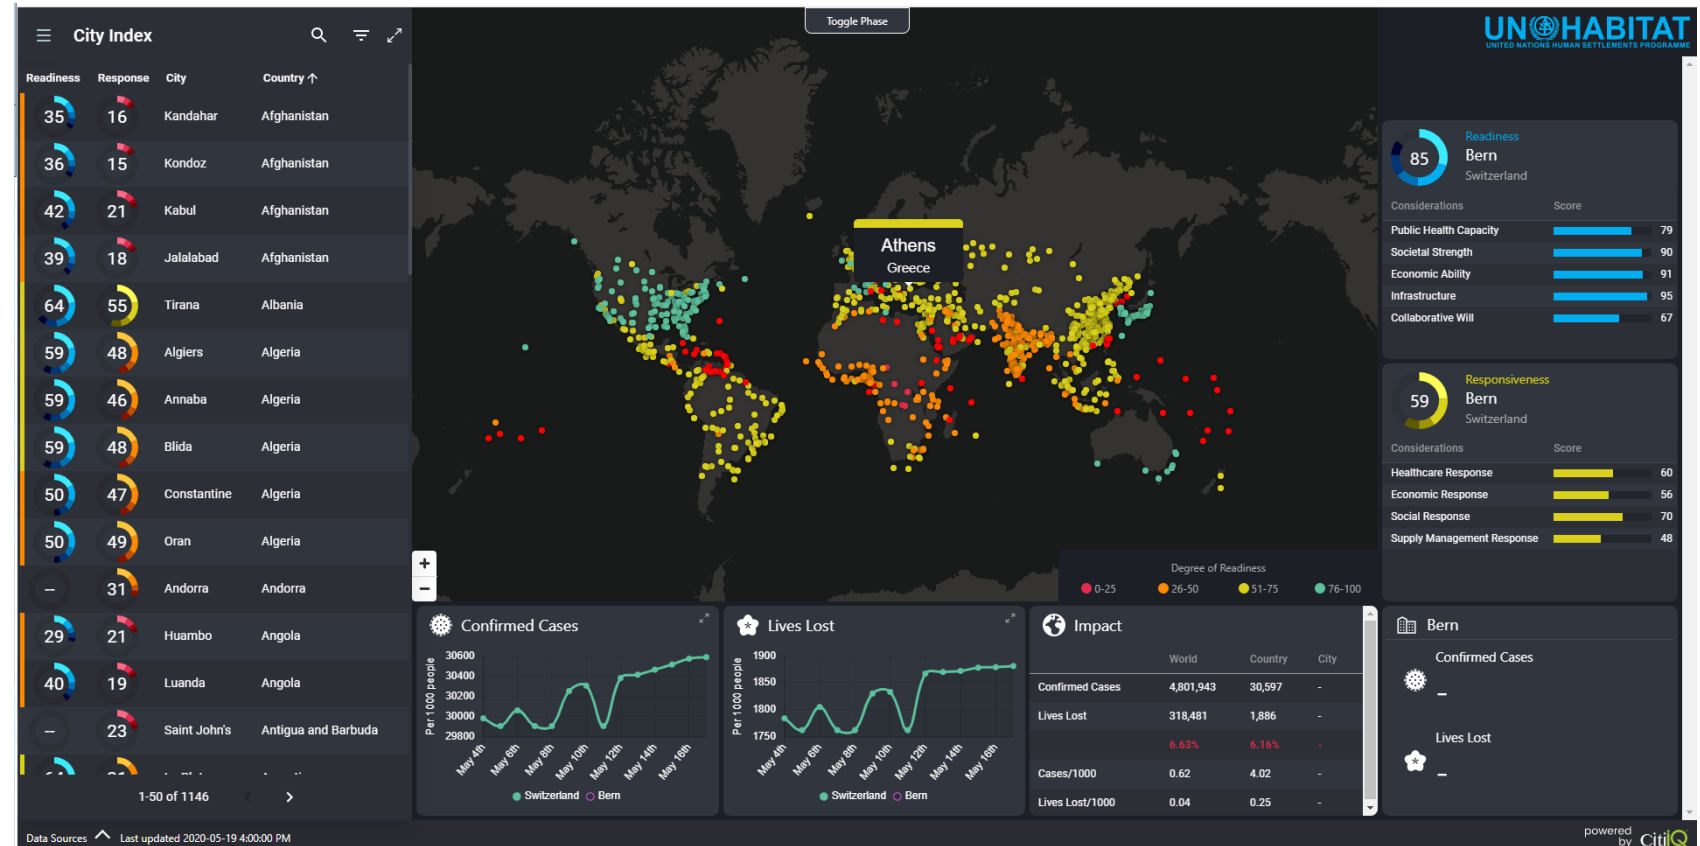 Toggle Phase
City Index
Readiness Response City Country
35 16 Kandahar Afghanistan
36 15 Kondoz Afghanistan
42 21 Kabul Afghanistan
39 18 Jalalabad Afghanistan
64 55 Tirana Albania
59 48 Algiers Algeria
59 46 Annaba Algeria
59 48 Blida Algeria
50 47 Constantine Algeria
50 49 Oran Algeria
-- 31 Andorra Andorra
29 21 Huambo Angola
40 19 Luanda Angola
-- 23 Saint John's Antigua and Barbuda
1-50 of 1146
Data Sources Last updated 2020-05-19 4:00:00 PM
Athens
Greece
+
−
Degree of Readiness
0-25 26-50 51-75 76-100
Confirmed Cases
Per 1000 people
30600
30400
30200
30000
29800
May 4th May 6th May 8th May 10th May 12th May 14th May 16th
Switzerland Bern
Lives Lost
Per 1000 people
1900
1850
1800
1750
May 4th May 6th May 8th May 10th May 12th May 14th May 16th
Switzerland Bern
Impact
World Country City
Confirmed Cases 4,801,943 30,597 -
Lives Lost 318,481 1,886 -
6.63% 6.16% -
Cases/1000 0.62 4.02 -
Lives Lost/1000 0.04 0.25 -
UN HABITAT
UNITED NATIONS HUMAN SETTLEMENTS PROGRAMME
85
Readiness
Bern
Switzerland
Considerations Score
Public Health Capacity 79
Societal Strength 90
Economic Ability 91
Infrastructure 95
Collaborative Will 67
59
Responsiveness
Bern
Switzerland
Considerations Score
Healthcare Response 60
Economic Response 56
Social Response 70
Supply Management Response 48
Bern
Confirmed Cases
–
Lives Lost
–
powered
by CitiIQ